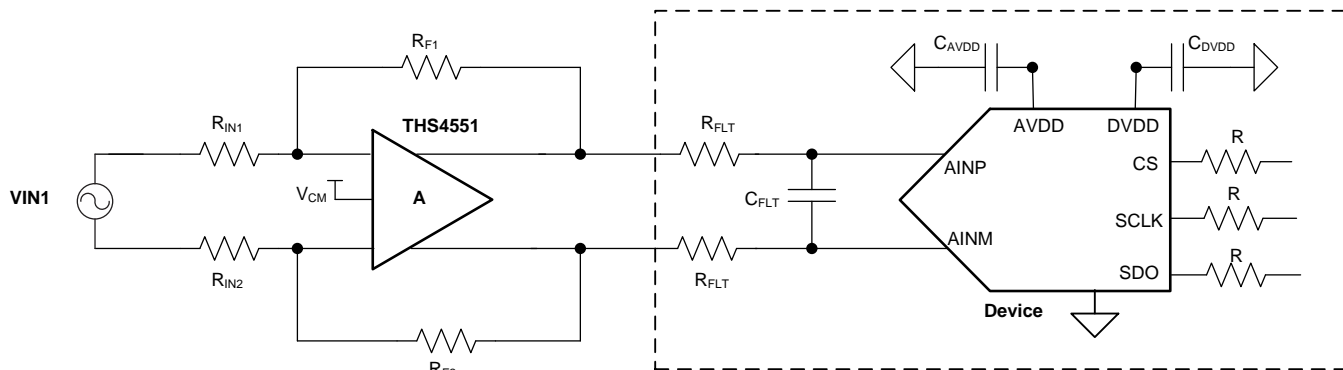 RF1
CAVDD
CDVDD
THS4551
RIN1
RFLT
AVDD
DVDD
CS
R
AINP
VIN1
VCM
A
CFLT
SCLK
R
AINM
RIN2
RFLT
SDO
R
Device